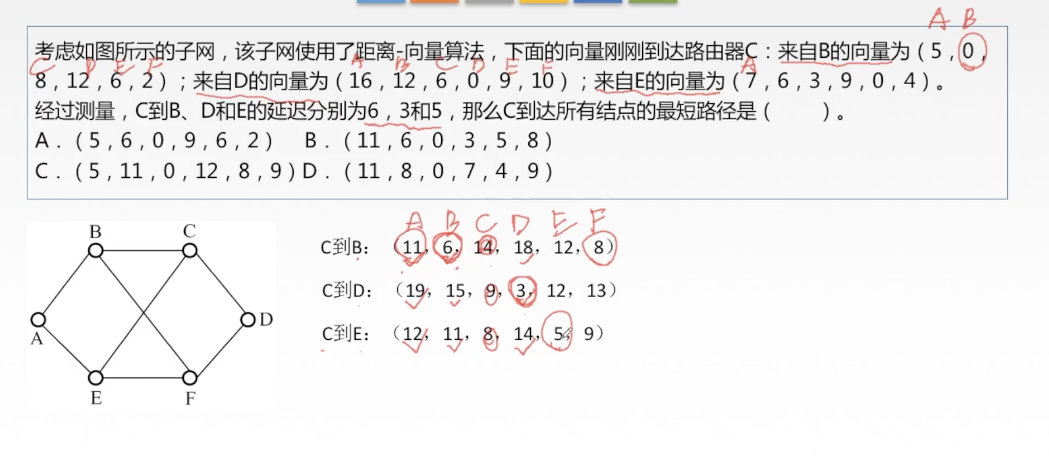 A B
考虑如图所示的子网，该子网使用了距离-向量算法，下面的向量刚刚到达路由器C：来自B的向量为（5，0，
C D E F A B C D E F A
8，12，6，2）；来自D的向量为（16，12，6，0，9，10）；来自E的向量为（7，6，3，9，0，4）。
经过测量，C到B、D和E的延迟分别为6，3和5，那么C到达所有结点的最短路径是（ ）。
A．（5，6，0，9，6，2） B．（11，6，0，3，5，8）
C．（5，11，0，12，8，9）D．（11，8，0，7，4，9）
A B C D E F
B C
C到B：（11，6，14，18，12，8）
C到D：（19，15，9，3，12，13）
A D
C到E：（12，11，8，14，5，9）
E F